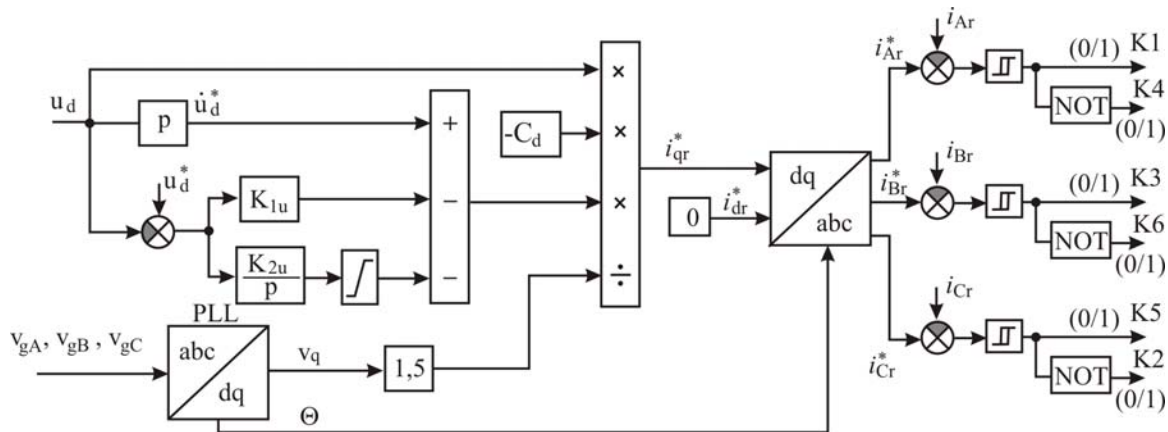 i_Ar
i*_Ar
(0/1) K1
NOT
K4
(0/1)
×
u_d
p
u̇*_d
+
-C_d
×
i*_qr
dq
abc
i_Br
i*_Br
(0/1) K3
NOT
K6
(0/1)
u*_d
K_1u
−
×
0
i*_dr
K_2u
p
−
÷
PLL
v_gA, v_gB , v_gC
abc
dq
v_q
1,5
Θ
i_Cr
i*_Cr
(0/1) K5
NOT
K2
(0/1)